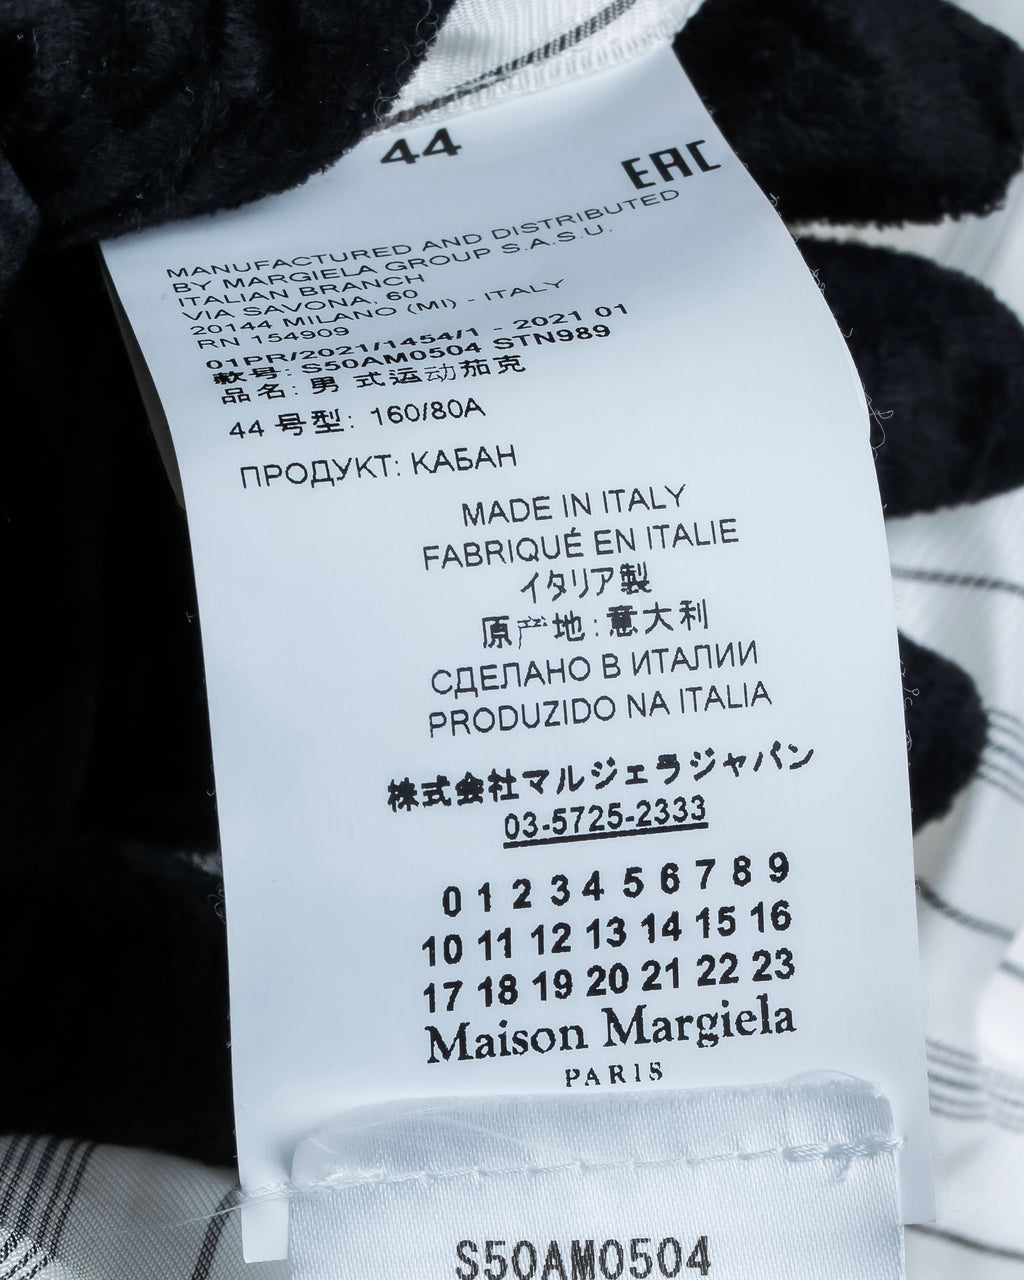 44
EAC
MANUFACTURED AND DISTRIBUTED
BY MARGIELA GROUP S.A.S.U.
ITALIAN BRANCH
VIA SAVONA, 60
20144 MILANO (MI) - ITALY
RN 154909
01PR/2021/1454/1 - 2021 01
款号: S50AM0504 STN989
品名: 男 式运动茄克
44 号型: 160/80A
ПРОДУКТ: КАБАН
MADE IN ITALY
FABRIQUÉ EN ITALIE
イタリア製
原产地:意大利
СДЕЛАНО В ИТАЛИИ
PRODUZIDO NA ITALIA
株式会社マルジェラジャパン
03-5725-2333
0 1 2 3 4 5 6 7 8 9
10 11 12 13 14 15 16
17 18 19 20 21 22 23
Maison Margiela
PARIS
S50AM0504